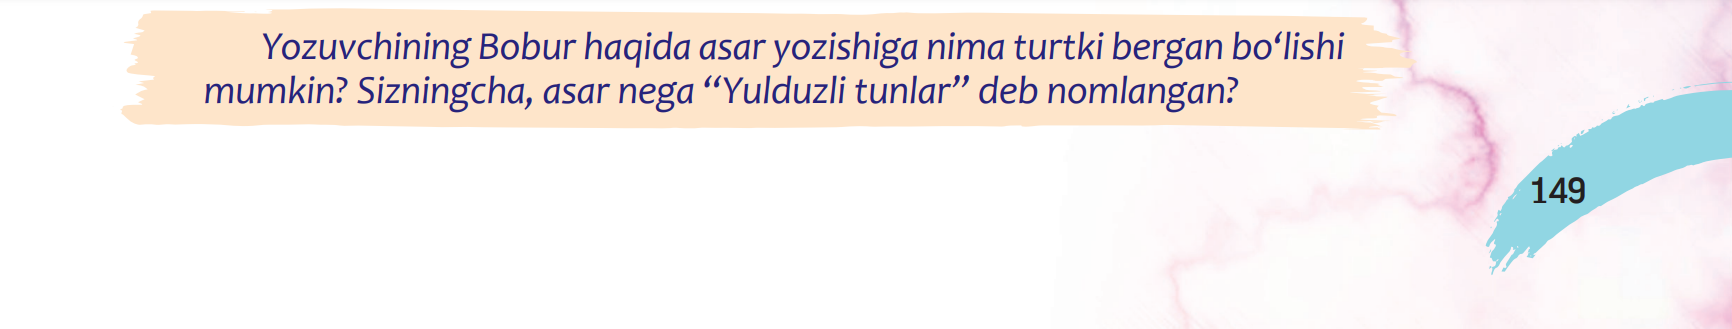 Yozuvchining Bobur haqida asar yozishiga nima turtki bergan bo‘lishi
mumkin? Sizningcha, asar nega “Yulduzli tunlar” deb nomlangan?
149